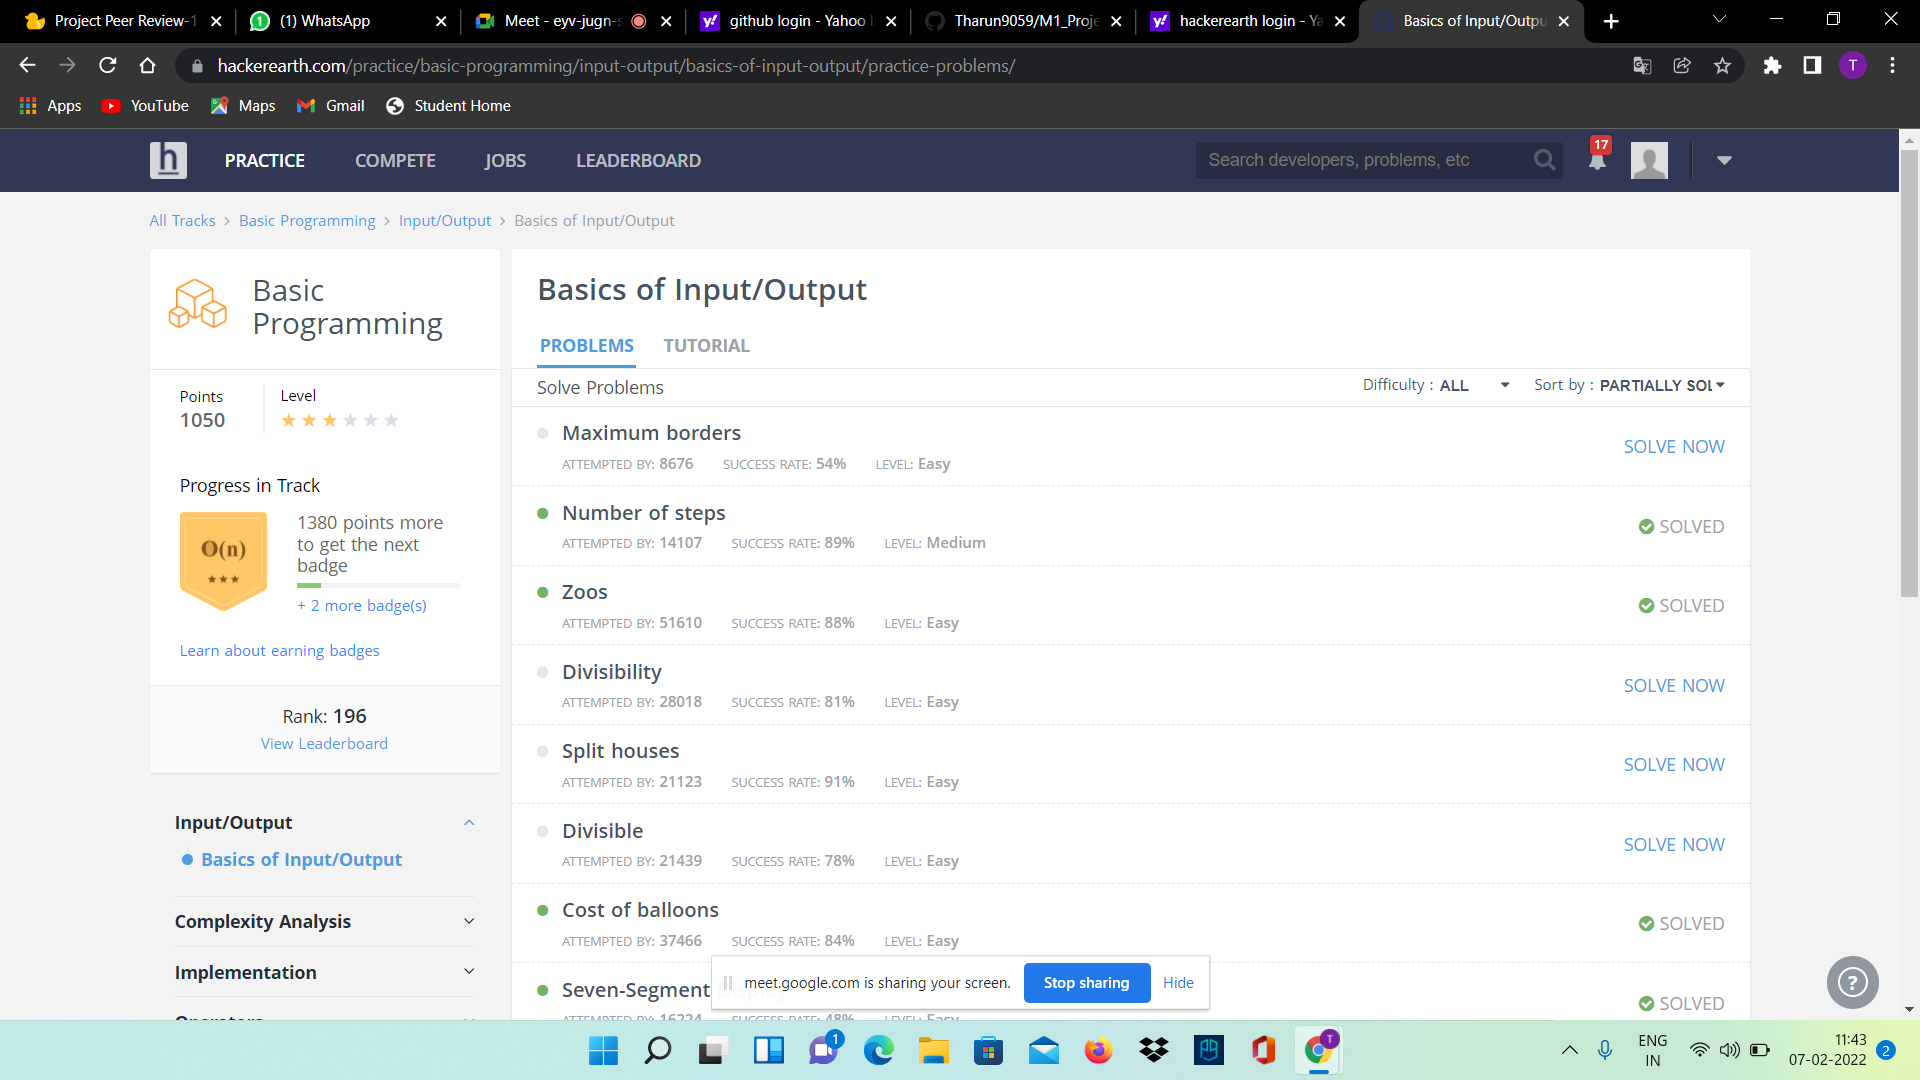 Project Peer Review-1
(1) WhatsApp
Meet - eyv-jugn-
github login - Yahoo
Tharun9059/M1_Proje
hackerearth login - Ya
Basics of Input/Outpu
hackerearth.com/practice/basic-programming/input-output/basics-of-input-output/practice-problems/
T
Apps
YouTube
Maps
Gmail
Student Home
h
PRACTICE
COMPETE
JOBS
LEADERBOARD
Search developers, problems, etc
17
All Tracks > Basic Programming > Input/Output > Basics of Input/Output
Basic
Programming
Points
1050
Level
Progress in Track
O(n)
1380 points more
to get the next
badge
+ 2 more badge(s)
Learn about earning badges
Rank: 196
View Leaderboard
Input/Output
Basics of Input/Output
Complexity Analysis
Implementation
Operators
Basics of Input/Output
PROBLEMS
TUTORIAL
Solve Problems
Difficulty : ALL
Sort by : PARTIALLY SOL
Maximum borders
ATTEMPTED BY: 8676 SUCCESS RATE: 54% LEVEL: Easy
SOLVE NOW
Number of steps
ATTEMPTED BY: 14107 SUCCESS RATE: 89% LEVEL: Medium
SOLVED
Zoos
ATTEMPTED BY: 51610 SUCCESS RATE: 88% LEVEL: Easy
SOLVED
Divisibility
ATTEMPTED BY: 28018 SUCCESS RATE: 81% LEVEL: Easy
SOLVE NOW
Split houses
ATTEMPTED BY: 21123 SUCCESS RATE: 91% LEVEL: Easy
SOLVE NOW
Divisible
ATTEMPTED BY: 21439 SUCCESS RATE: 78% LEVEL: Easy
SOLVE NOW
Cost of balloons
ATTEMPTED BY: 37466 SUCCESS RATE: 84% LEVEL: Easy
SOLVED
Seven-Segment
ATTEMPTED BY: 16224 SUCCESS RATE: 48% LEVEL: Easy
SOLVED
meet.google.com is sharing your screen.
Stop sharing
Hide
?
1
T
ENG
IN
11:43
07-02-2022
2